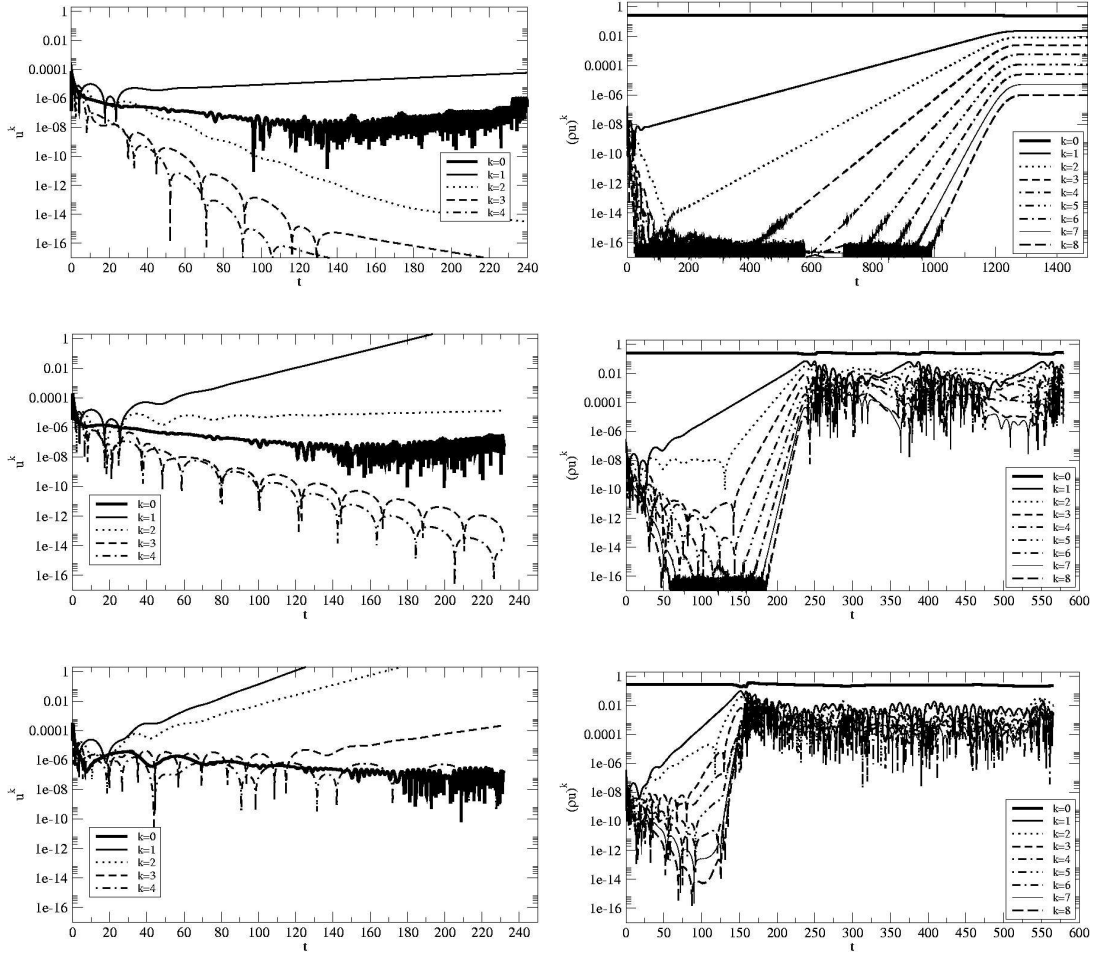 1
0.01
0.0001
1e-06
1e-08
1e-10
1e-12
1e-14
1e-16
u^k
0 20 40 60 80 100 120 140 160 180 200 220 240
t
k=0
k=1
k=2
k=3
k=4
1
0.01
0.0001
1e-06
1e-08
1e-10
1e-12
1e-14
1e-16
(ρu)^k
0 200 400 600 800 1000 1200 1400
t
k=0
k=1
k=2
k=3
k=4
k=5
k=6
k=7
k=8
1
0.01
0.0001
1e-06
1e-08
1e-10
1e-12
1e-14
1e-16
u^k
0 20 40 60 80 100 120 140 160 180 200 220 240
t
k=0
k=1
k=2
k=3
k=4
1
0.01
0.0001
1e-06
1e-08
1e-10
1e-12
1e-14
1e-16
(ρu)^k
0 50 100 150 200 250 300 350 400 450 500 550 600
t
k=0
k=1
k=2
k=3
k=4
k=5
k=6
k=7
k=8
1
0.01
0.0001
1e-06
1e-08
1e-10
1e-12
1e-14
1e-16
u^k
0 20 40 60 80 100 120 140 160 180 200 220 240
t
k=0
k=1
k=2
k=3
k=4
1
0.01
0.0001
1e-06
1e-08
1e-10
1e-12
1e-14
1e-16
(ρu)^k
0 50 100 150 200 250 300 350 400 450 500 550 600
t
k=0
k=1
k=2
k=3
k=4
k=5
k=6
k=7
k=8